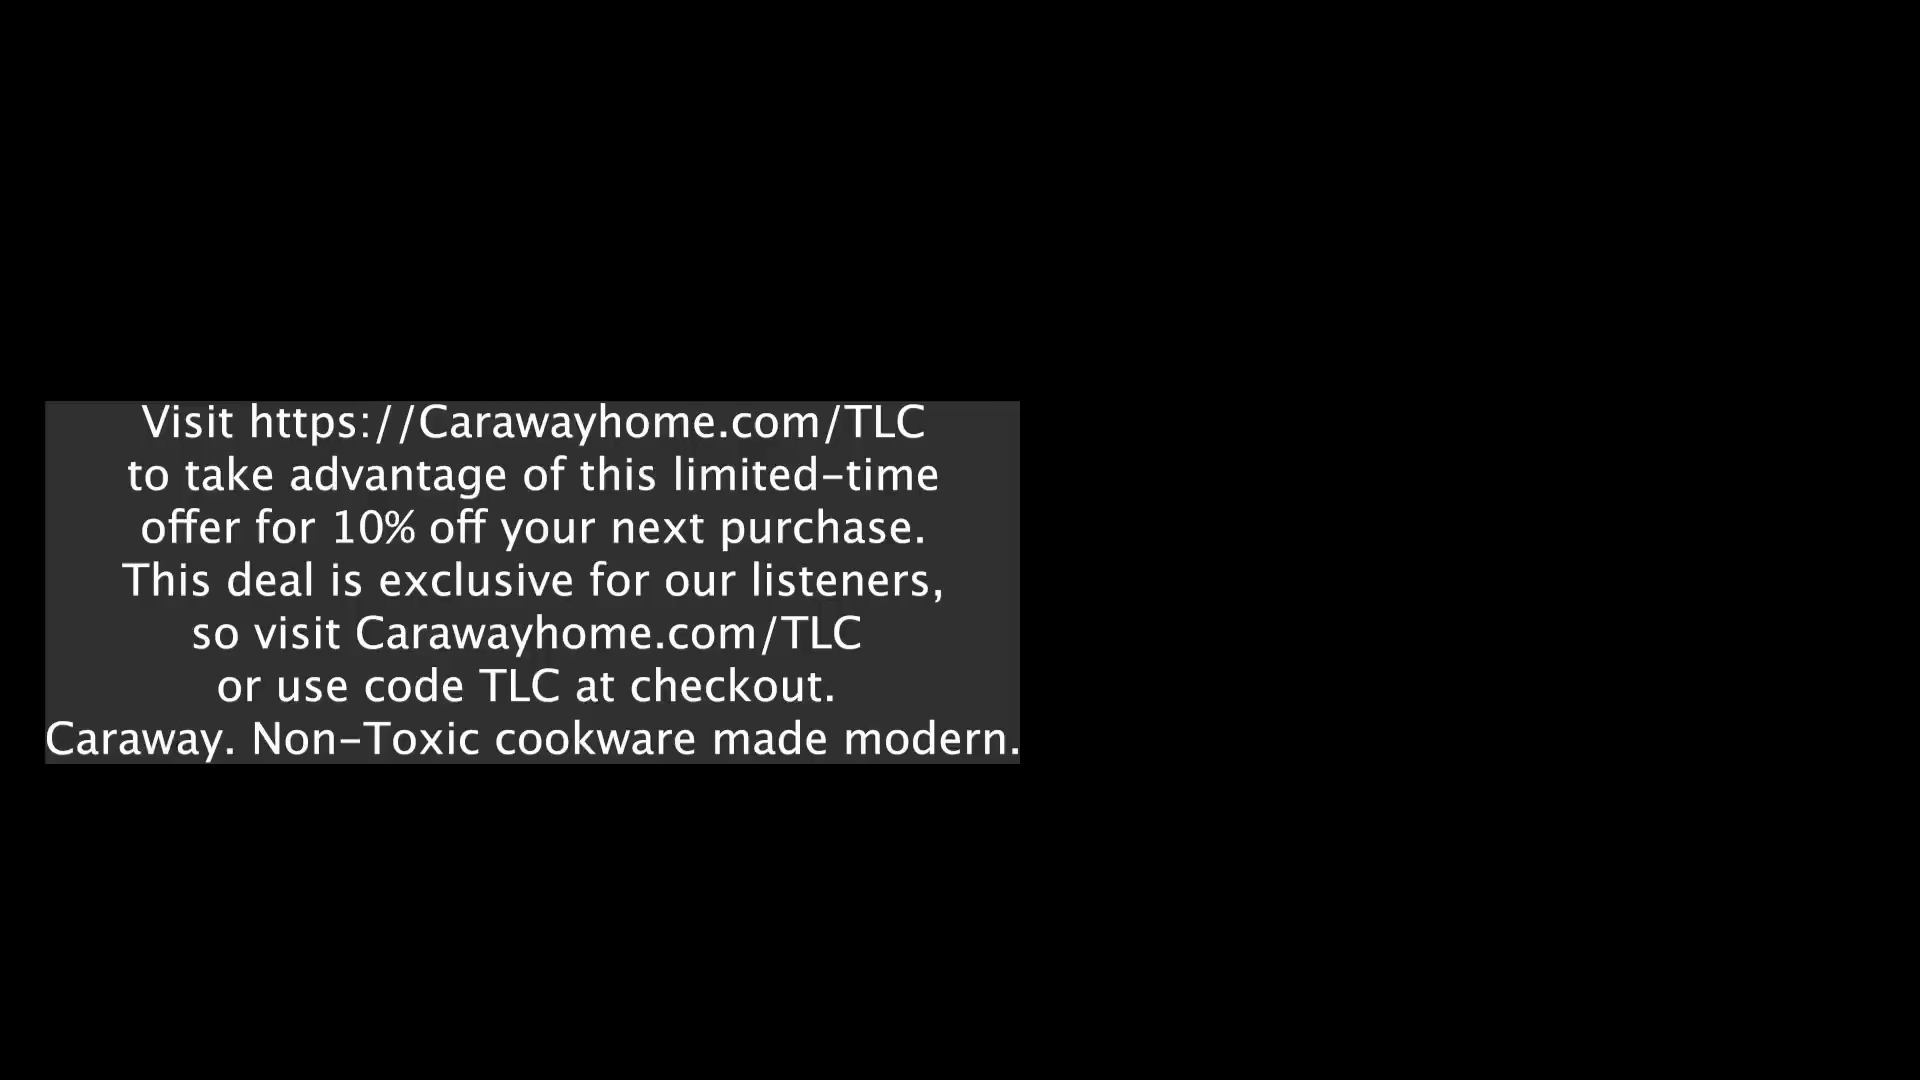 Visit https://Carawayhome.com/TLC
to take advantage of this limited-time
offer for 10% off your next purchase.
This deal is exclusive for our listeners,
so visit Carawayhome.com/TLC
or use code TLC at checkout.
Caraway. Non-Toxic cookware made modern.